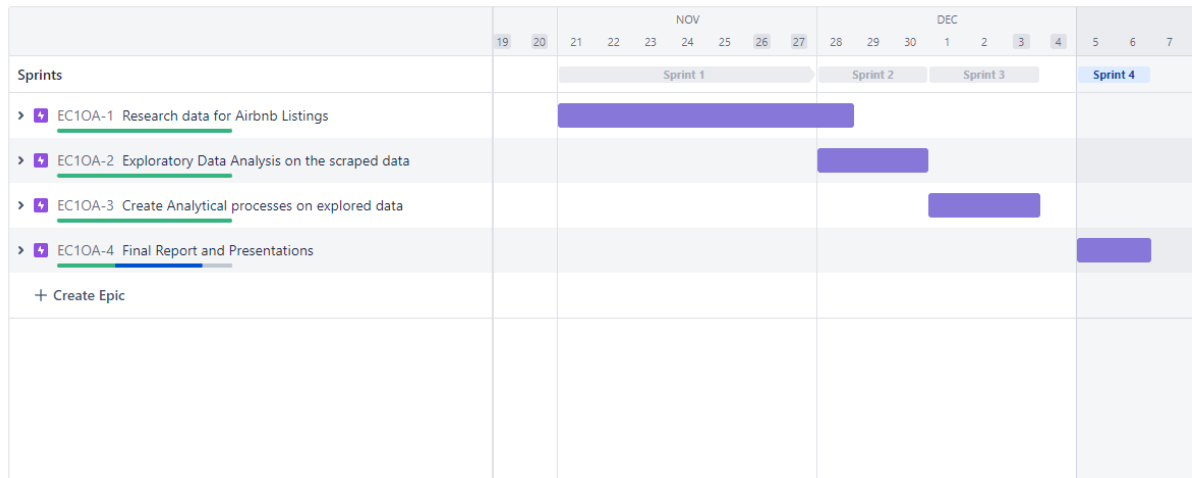 NOV DEC
19 20 21 22 23 24 25 26 27 28 29 30 1 2 3 4 5 6 7
Sprints Sprint 1 Sprint 2 Sprint 3 Sprint 4
EC1OA-1 Research data for Airbnb Listings
EC1OA-2 Exploratory Data Analysis on the scraped data
EC1OA-3 Create Analytical processes on explored data
EC1OA-4 Final Report and Presentations
+ Create Epic